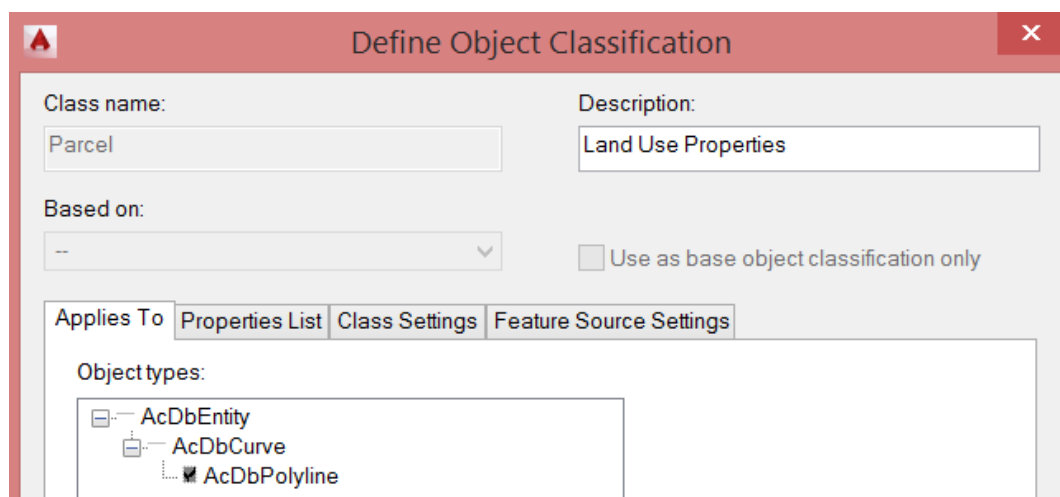 Define Object Classification
Class name: Description:
Parcel Land Use Properties
Based on:
-- Use as base object classification only
Applies To Properties List Class Settings Feature Source Settings
Object types:
AcDbEntity
AcDbCurve
AcDbPolyline